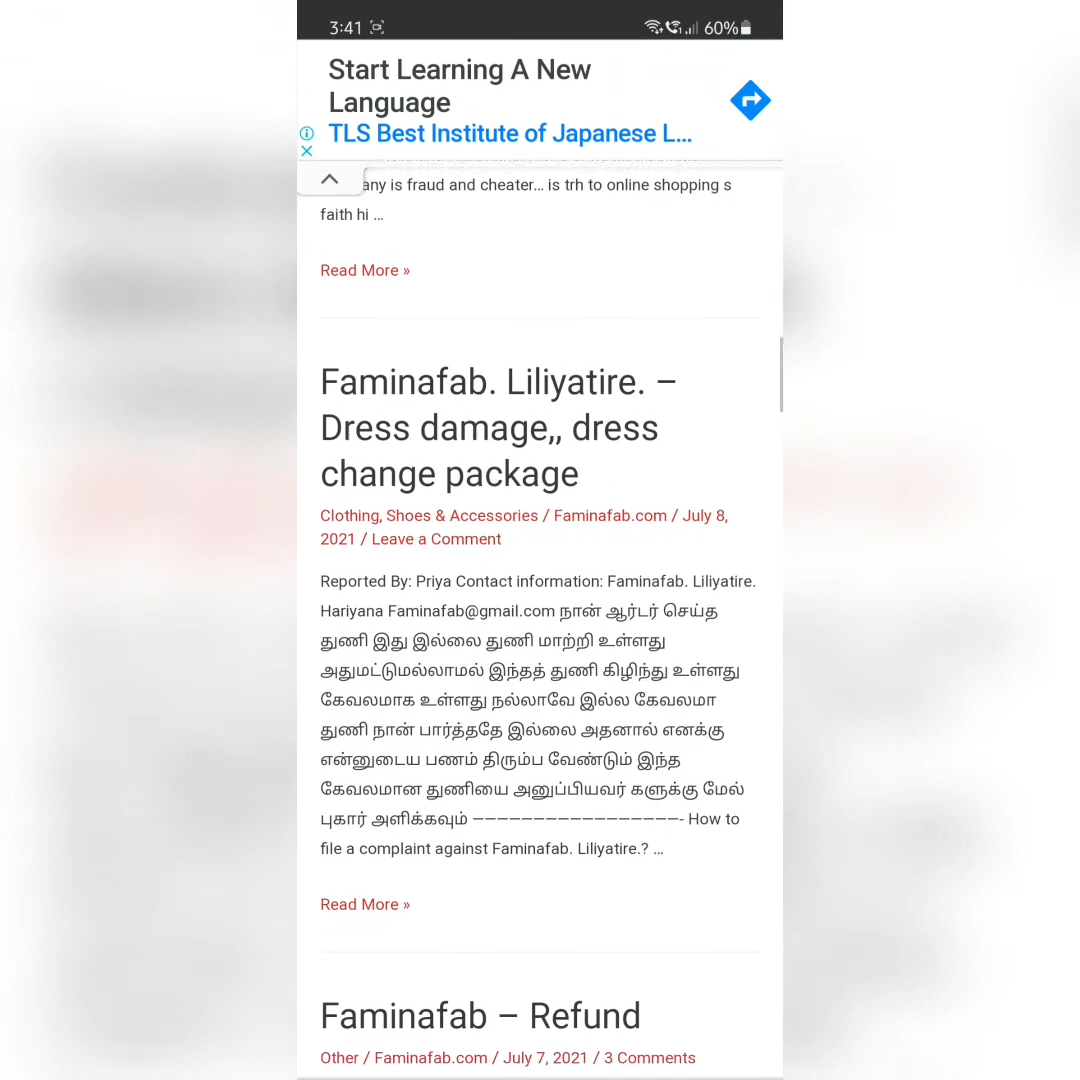 3:41
60%
Start Learning A New
Language
TLS Best Institute of Japanese L...
any is fraud and cheater... is trh to online shopping s
faith hi ...
Read More »
Faminafab. Liliyatire. –
Dress damage,, dress
change package
Clothing, Shoes & Accessories / Faminafab.com / July 8,
2021 / Leave a Comment
Reported By: Priya Contact information: Faminafab. Liliyatire.
Hariyana Faminafab@gmail.com நான் ஆர்டர் செய்த
துணி இது இல்லை துணி மாற்றி உள்ளது
அதுமட்டுமல்லாமல் இந்தத் துணி கிழிந்து உள்ளது
கேவலமாக உள்ளது நல்லாவே இல்ல கேவலமா
துணி நான் பார்த்ததே இல்லை அதனால் எனக்கு
என்னுடைய பணம் திரும்ப வேண்டும் இந்த
கேவலமான துணியை அனுப்பியவர் களுக்கு மேல்
புகார் அளிக்கவும் —————————————————- How to
file a complaint against Faminafab. Liliyatire.? ...
Read More »
Faminafab – Refund
Other / Faminafab.com / July 7, 2021 / 3 Comments